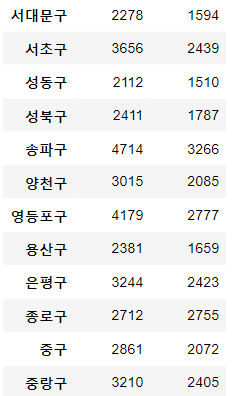 서대문구 2278 1594
서초구 3656 2439
성동구 2112 1510
성북구 2411 1787
송파구 4714 3266
양천구 3015 2085
영등포구 4179 2777
용산구 2381 1659
은평구 3244 2423
종로구 2712 2755
중구 2861 2072
중랑구 3210 2405